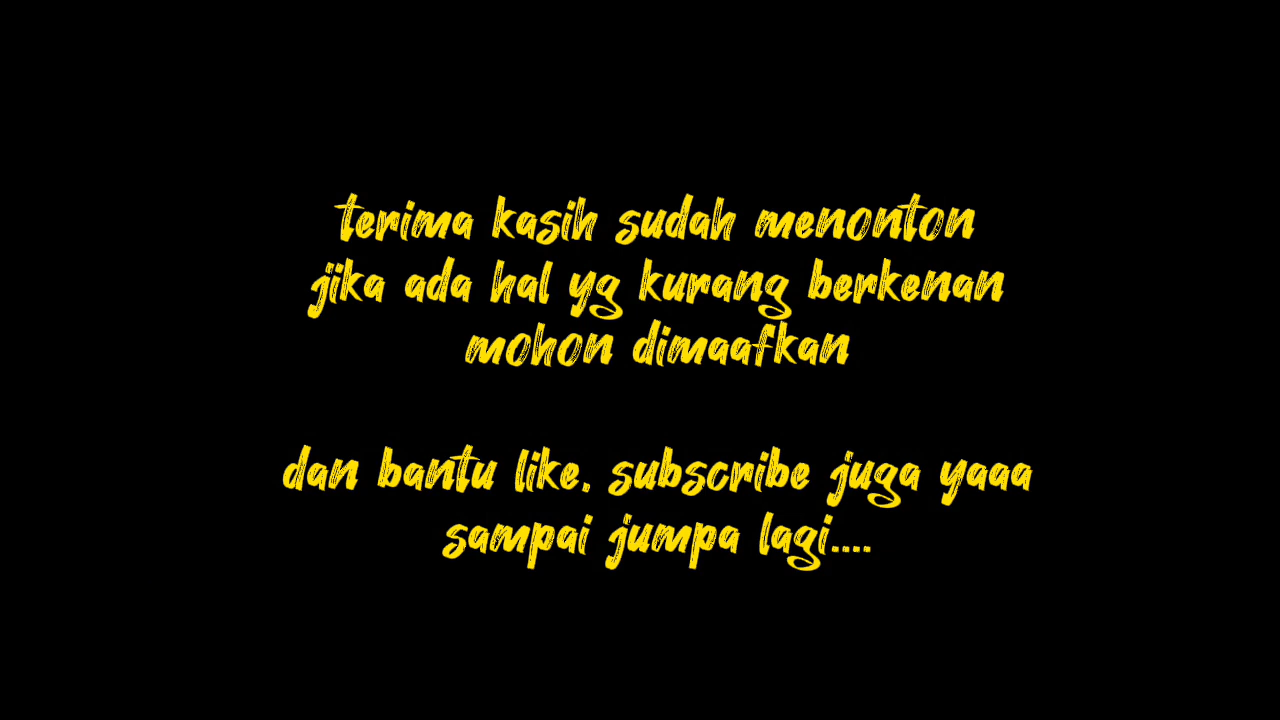 terima kasih sudah menonton
jika ada hal yg kurang berkenan
mohon dimaafkan
dan bantu like, subscribe juga yaaa
sampai jumpa lagi....